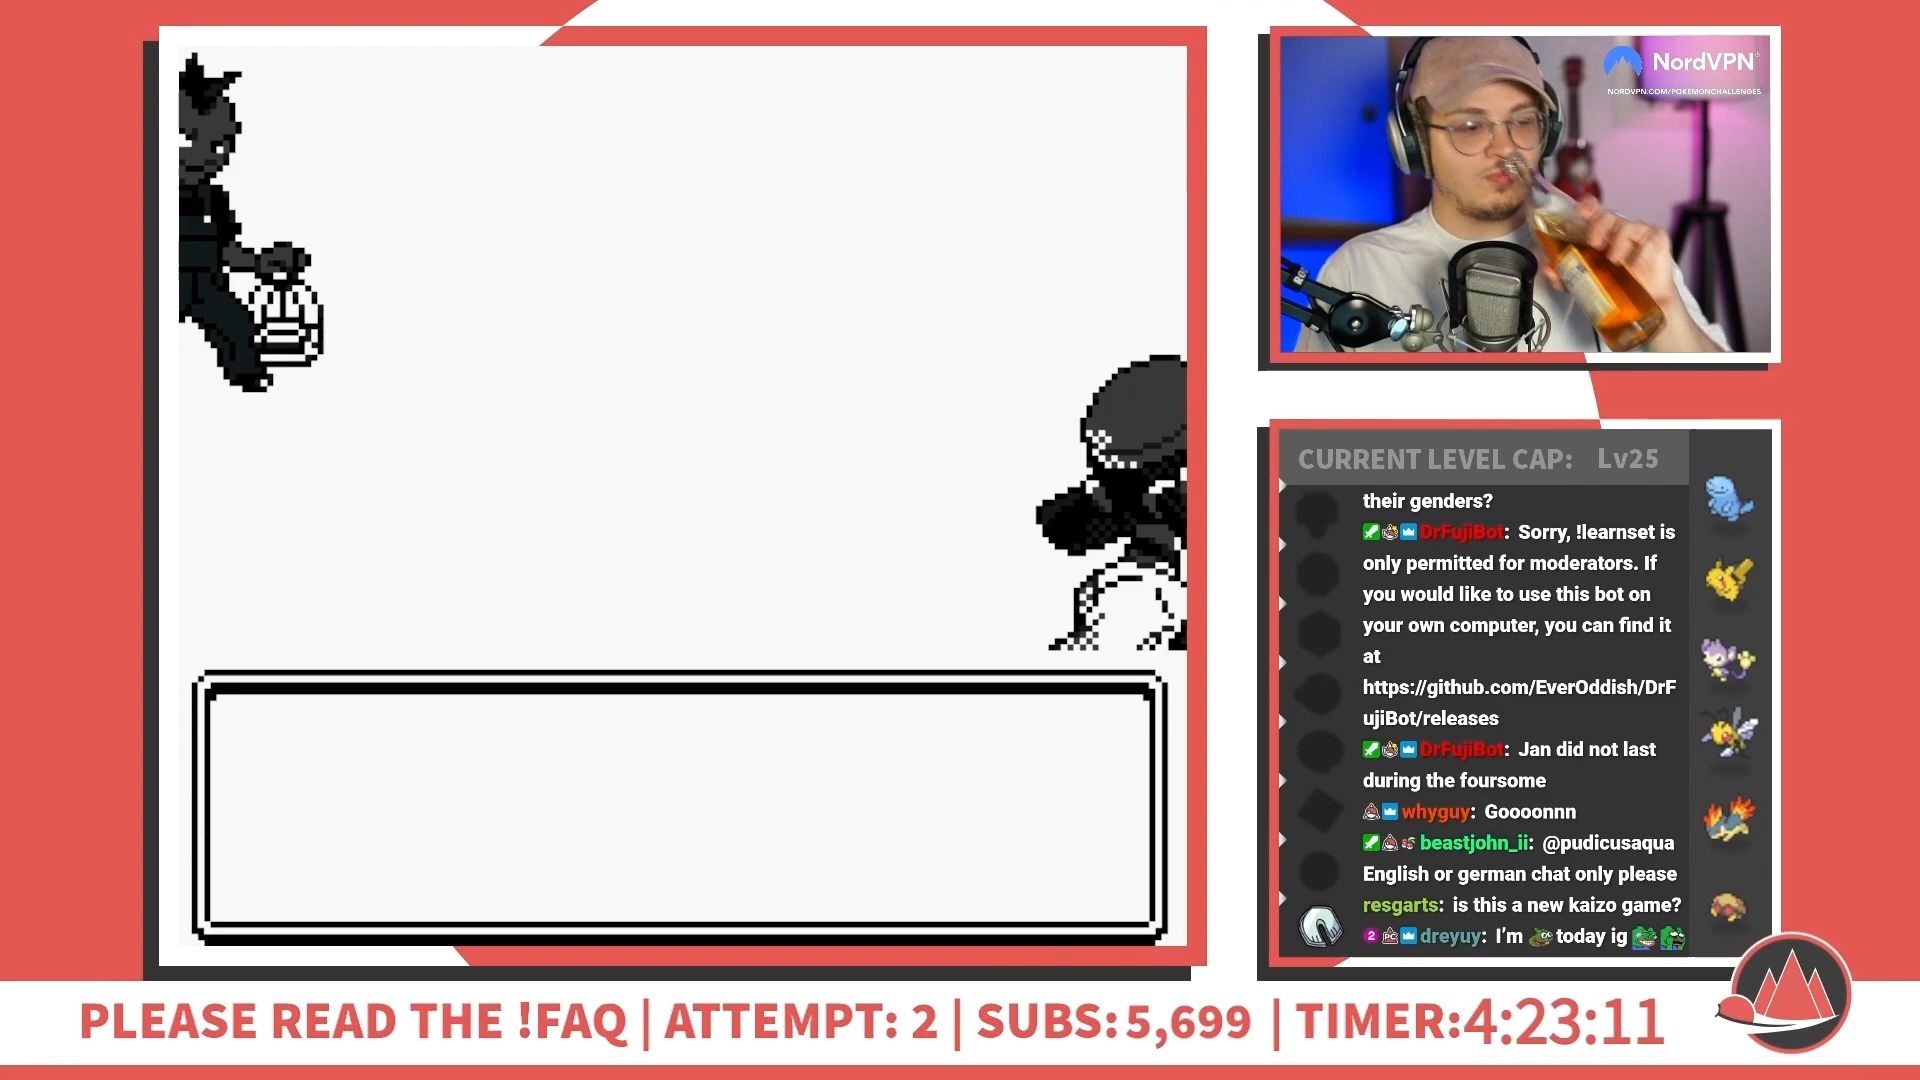 NordVPN
NORDVPN.COM/POKEMONCHALLENGES
CURRENT LEVEL CAP: Lv25
their genders?
DrFujiBot: Sorry, !learnset is
only permitted for moderators. If
you would like to use this bot on
your own computer, you can find it
at
https://github.com/EverOddish/DrF
ujiBot/releases
DrFujiBot: Jan did not last
during the foursome
whyguy: Goooonnn
beastjohn_ii: @pudicusaqua
English or german chat only please
resgarts: is this a new kaizo game?
2 PC dreyuy: I'm today ig
PLEASE READ THE !FAQ | ATTEMPT: 2 | SUBS: 5,699 | TIMER: 4:23:11